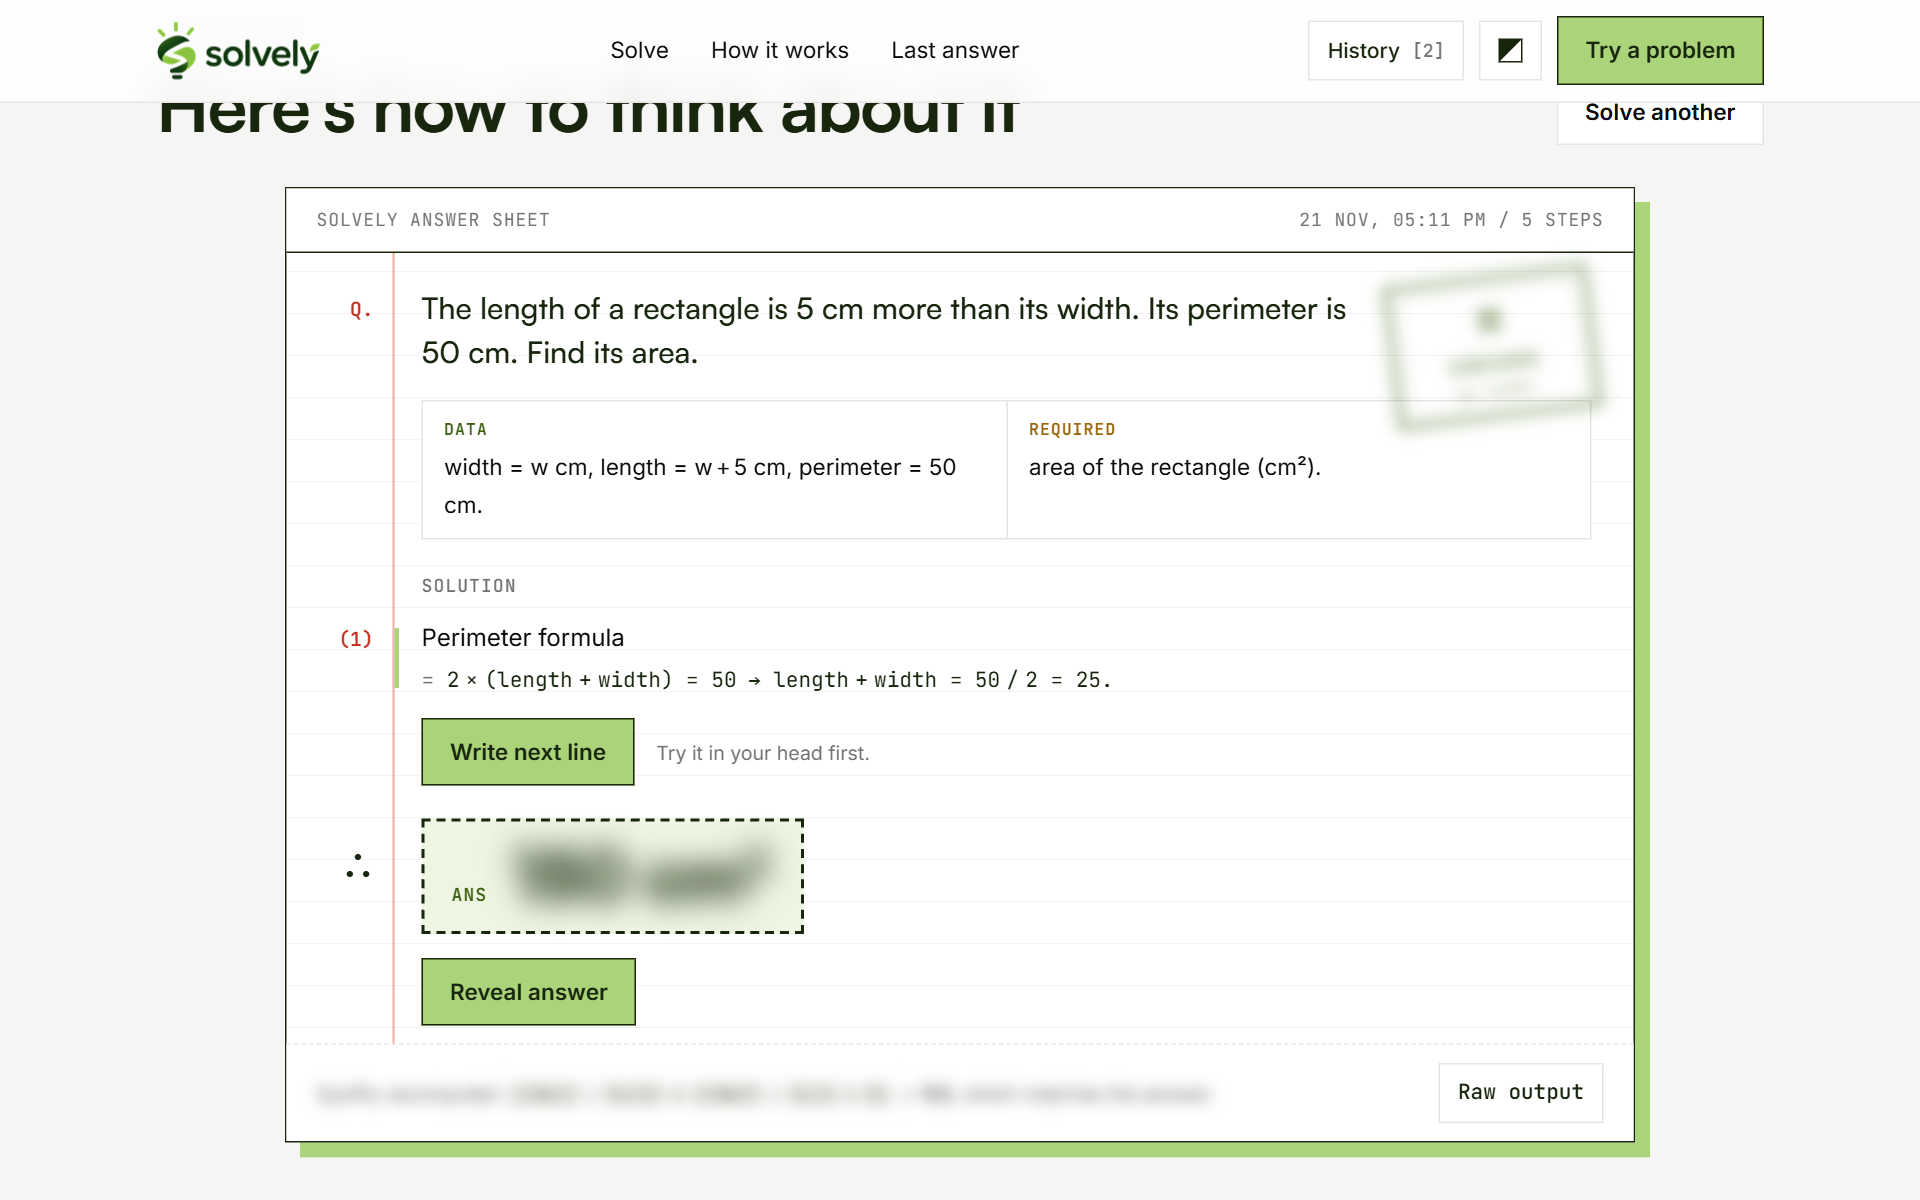 solvely
Solve
How it works
Last answer
History [2]
Try a problem
Here's how to think about it
Solve another
SOLVELY ANSWER SHEET
21 NOV, 05:11 PM / 5 STEPS
Q.
The length of a rectangle is 5 cm more than its width. Its perimeter is
50 cm. Find its area.
DATA
width = w cm, length = w + 5 cm, perimeter = 50
cm.
REQUIRED
area of the rectangle (cm²).
SOLUTION
(1)
Perimeter formula
= 2 × (length + width) = 50 → length + width = 50 / 2 = 25.
Write next line
Try it in your head first.
∴
ANS
Reveal answer
Raw output